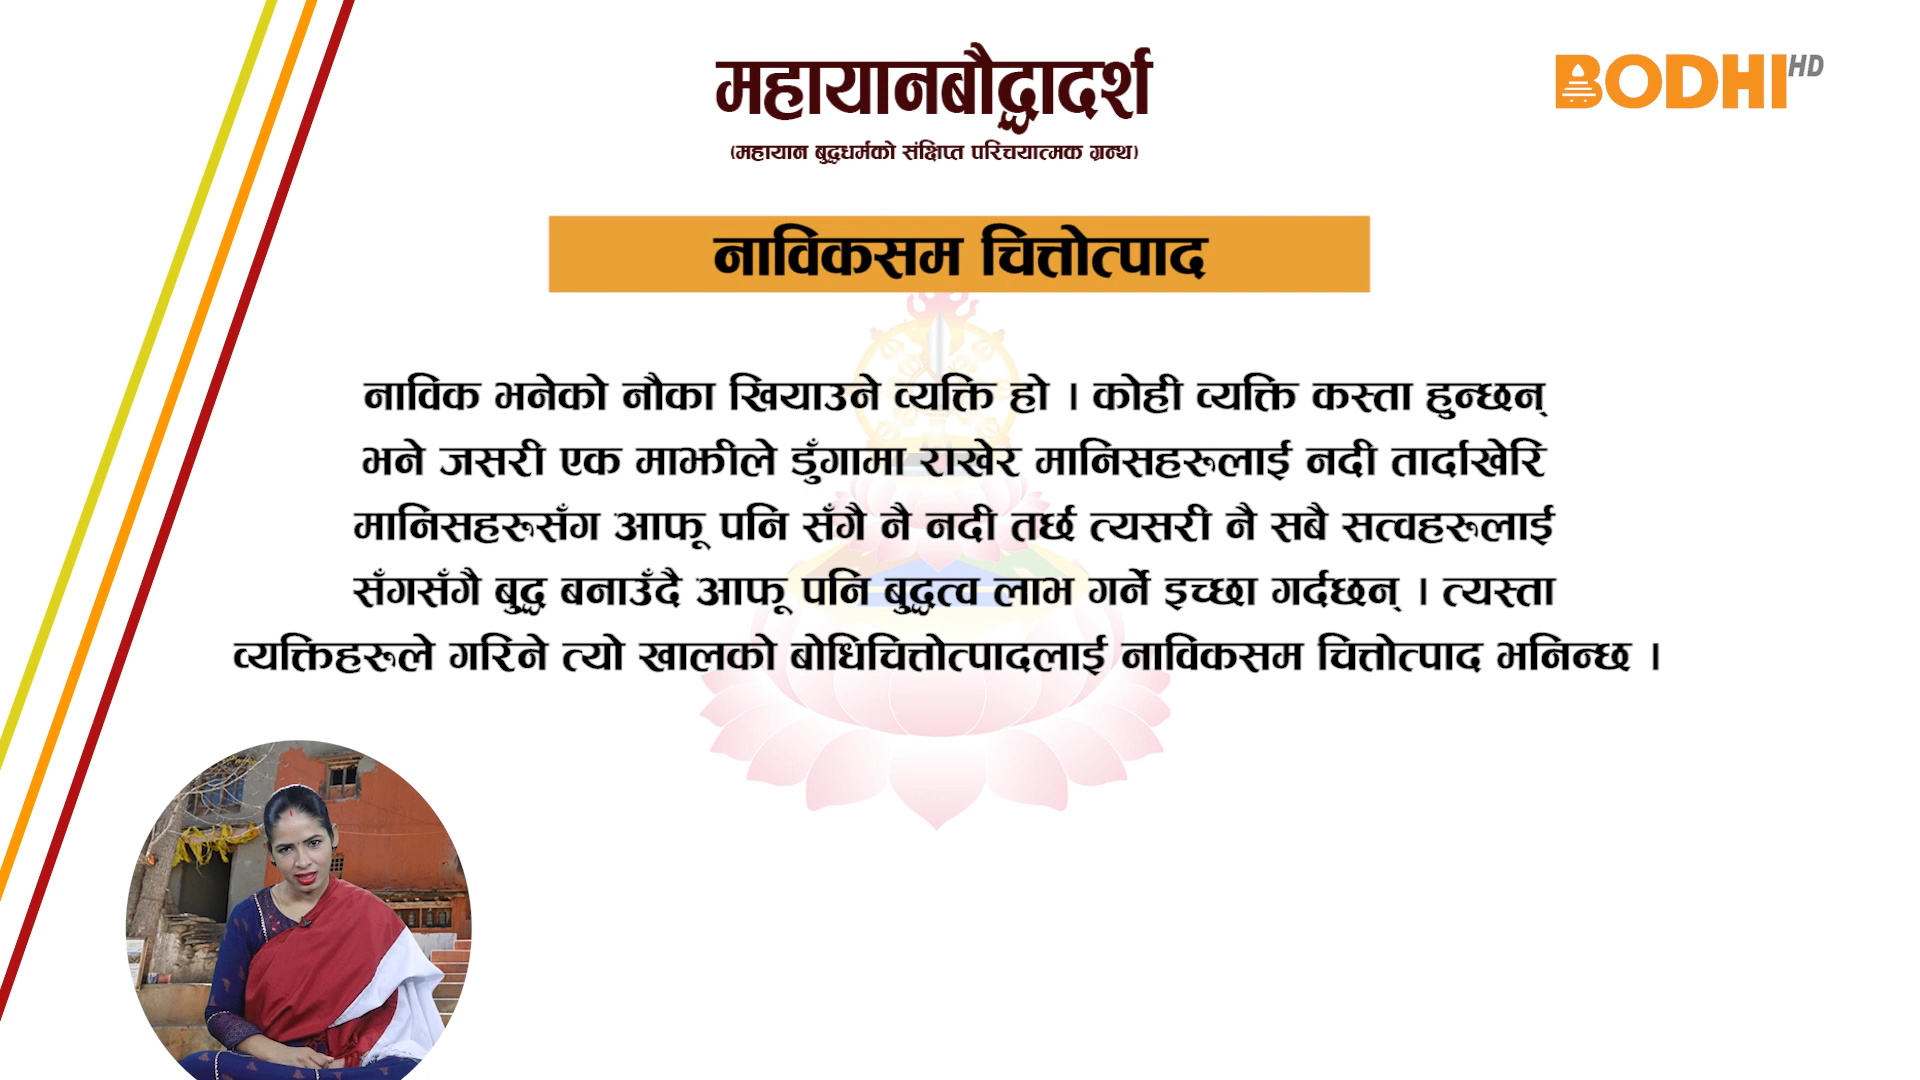 महायानबौद्धादर्श
BODHI HD
(महायान बुद्धधर्मको संक्षिप्त परिचयात्मक ग्रन्थ)
नाविकसम चित्तोत्पाद
नाविक भनेको नौका खियाउने व्यक्ति हो । कोही व्यक्ति कस्ता हुन्छन्
भने जसरी एक माझीले डुँगामा राखेर मानिसहरुलाई नदी तार्दाखेरि
मानिसहरुसँग आफू पनि सँगै नै नदी तर्छ त्यसरी नै सबै सत्वहरुलाई
सँगसँगै बुद्ध बनाउँदै आफू पनि बुद्धत्व लाभ गर्ने इच्छा गर्दछन् । त्यस्ता
व्यक्तिहरुले गरिने त्यो खालको बोधिचित्तोत्पादलाई नाविकसम चित्तोत्पाद भनिन्छ ।